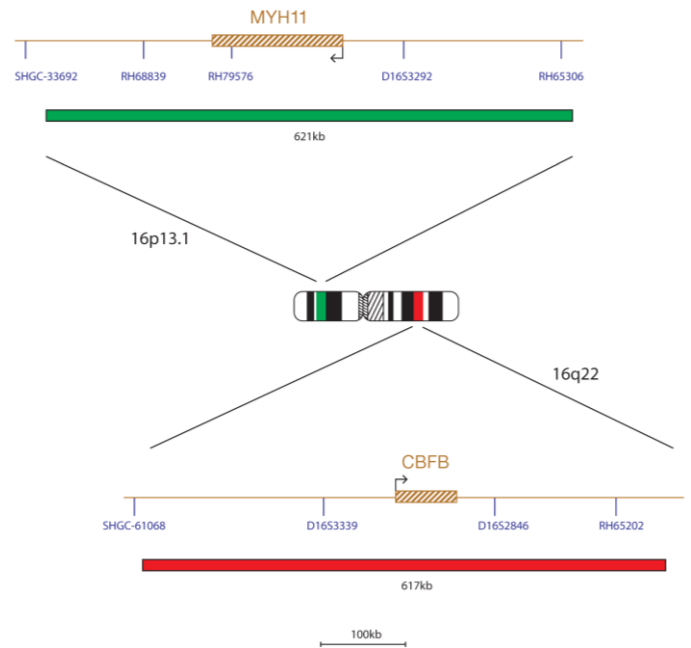 MYH11
SHGC-33692 RH68839 RH79576 D16S3292 RH65306
621kb
16p13.1
16q22
CBFB
SHGC-61068 D16S3339 D16S2846 RH65202
617kb
100kb